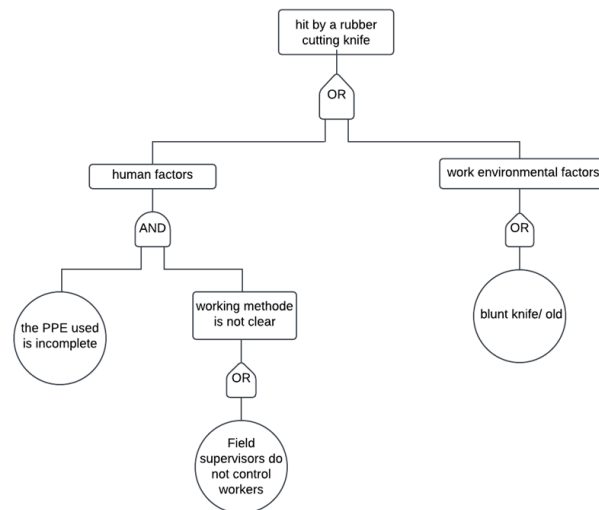 hit by a rubber
cutting knife
OR
human factors
work environmental factors
AND
OR
the PPE used
is incomplete
working methode
is not clear
blunt knife/ old
OR
Field
supervisors do
not control
workers